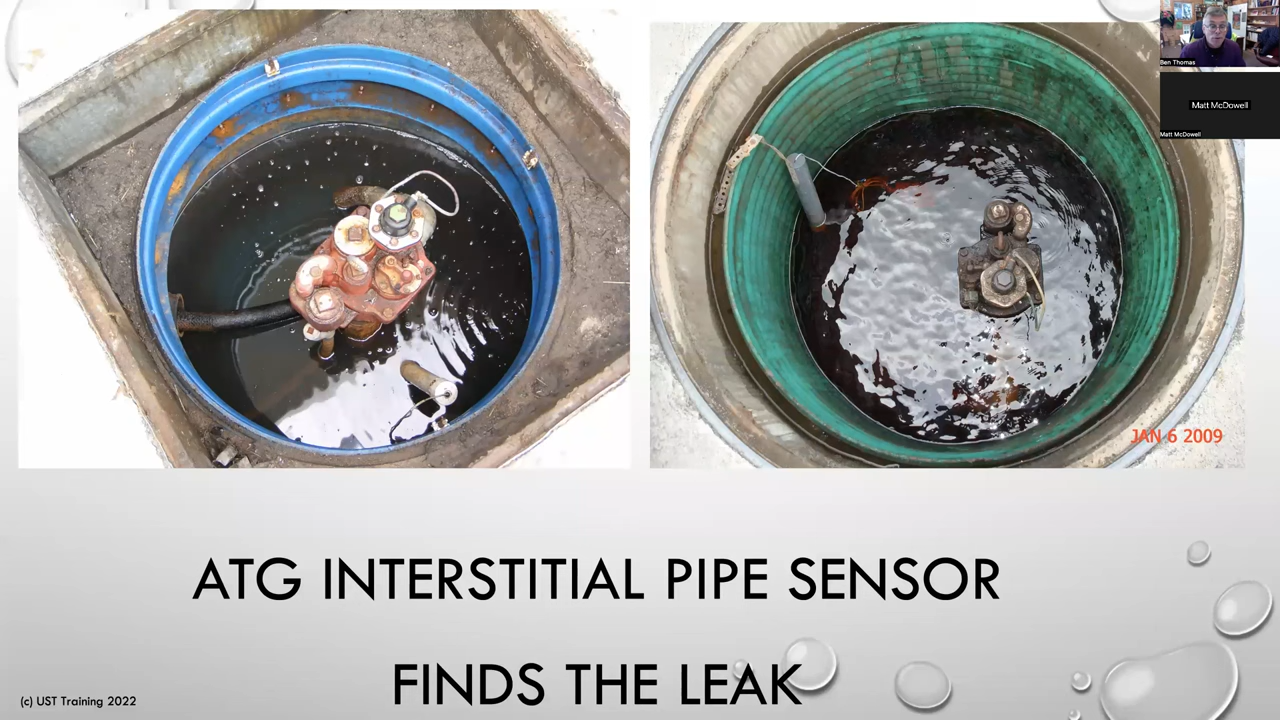 Ben Thomas
Matt McDowell
Matt McDowell
JAN 6 2009
ATG INTERSTITIAL PIPE SENSOR
FINDS THE LEAK
(c) UST Training 2022